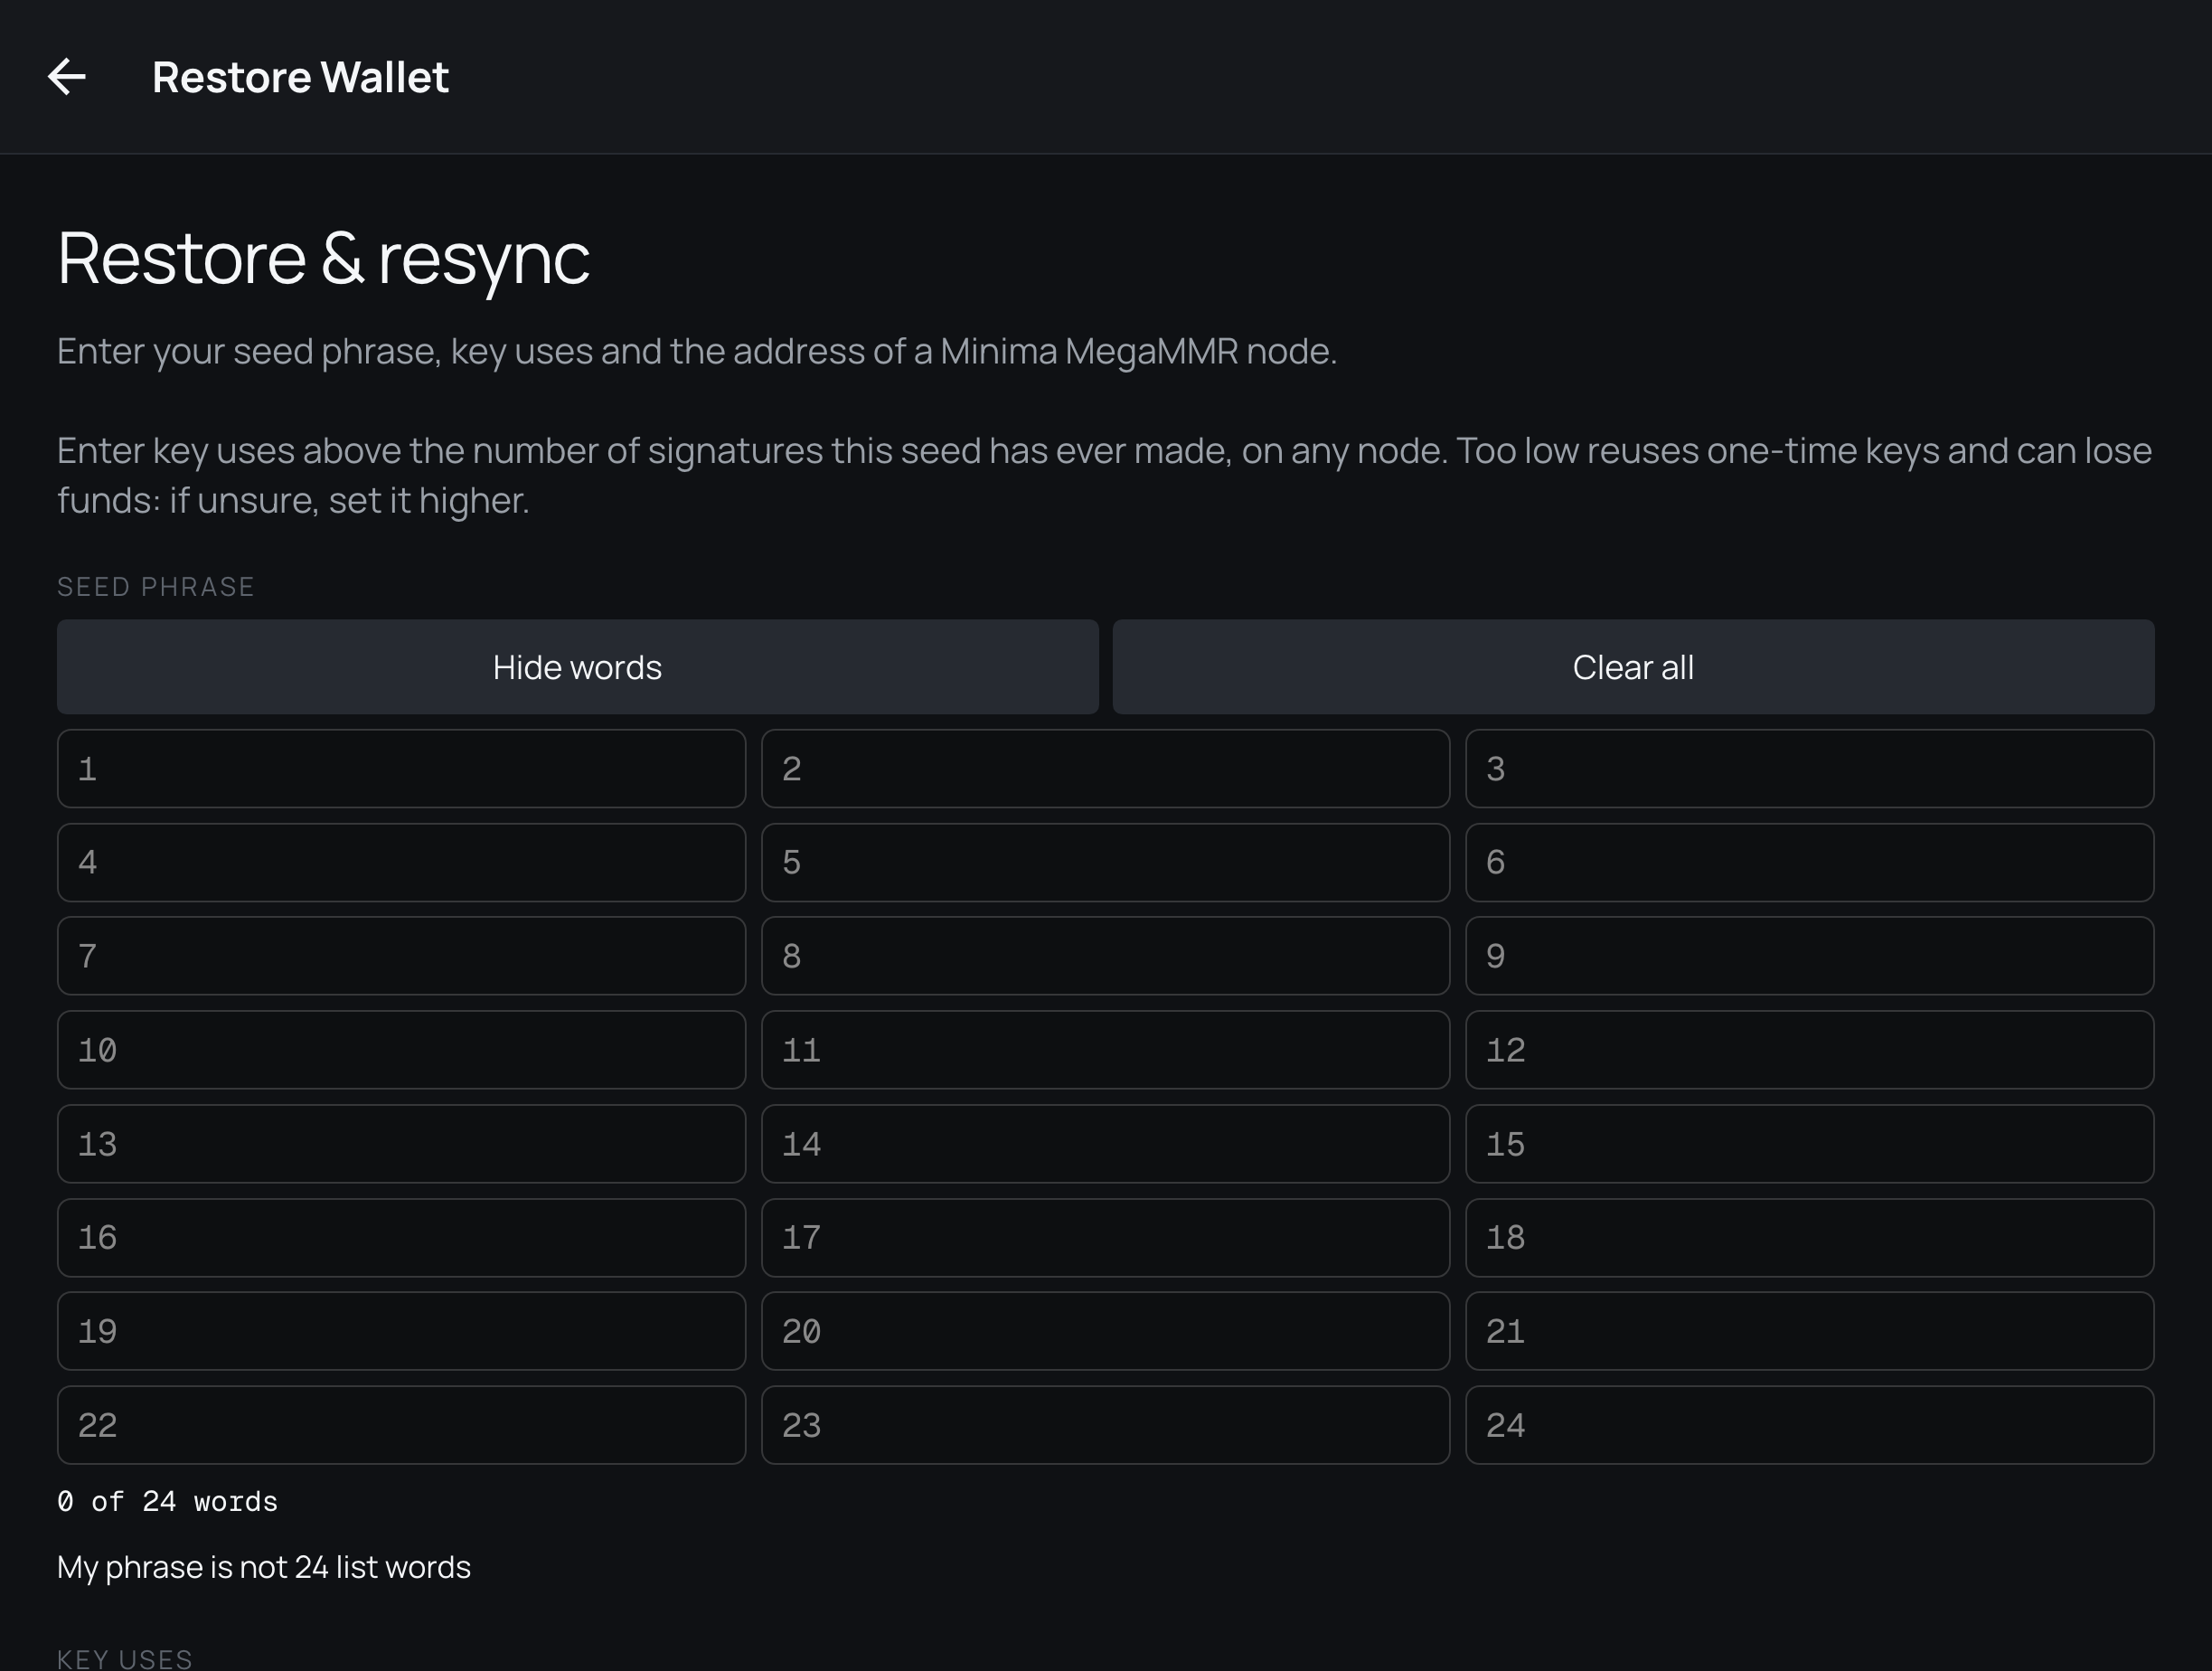 Restore Wallet
Restore & resync
Enter your seed phrase, key uses and the address of a Minima MegaMMR node.
Enter key uses above the number of signatures this seed has ever made, on any node. Too low reuses one-time keys and can lose
funds: if unsure, set it higher.
SEED PHRASE
Hide words Clear all
1 2 3
4 5 6
7 8 9
10 11 12
13 14 15
16 17 18
19 20 21
22 23 24
0 of 24 words
My phrase is not 24 list words
KEY USES